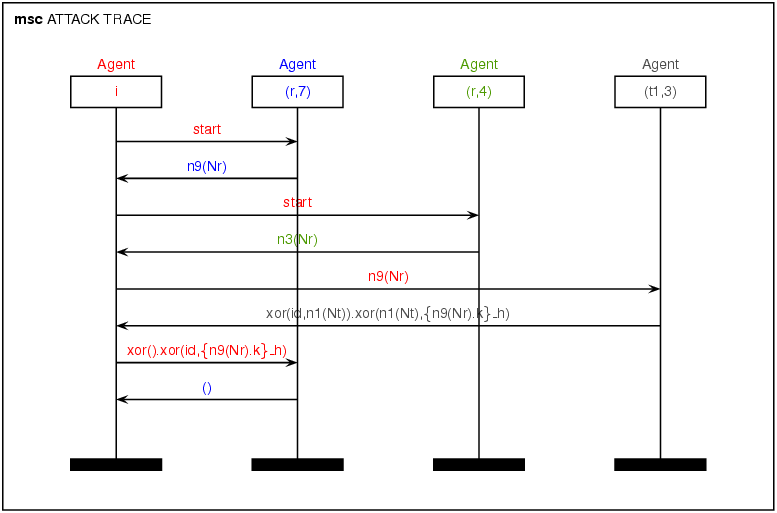 msc ATTACK TRACE
Agent Agent Agent Agent
i (r,7) (r,4) (t1,3)
start
n9(Nr)
start
n3(Nr)
n9(Nr)
xor(id,n1(Nt)).xor(n1(Nt),{n9(Nr).k}_h)
xor().xor(id,{n9(Nr).k}_h)
()